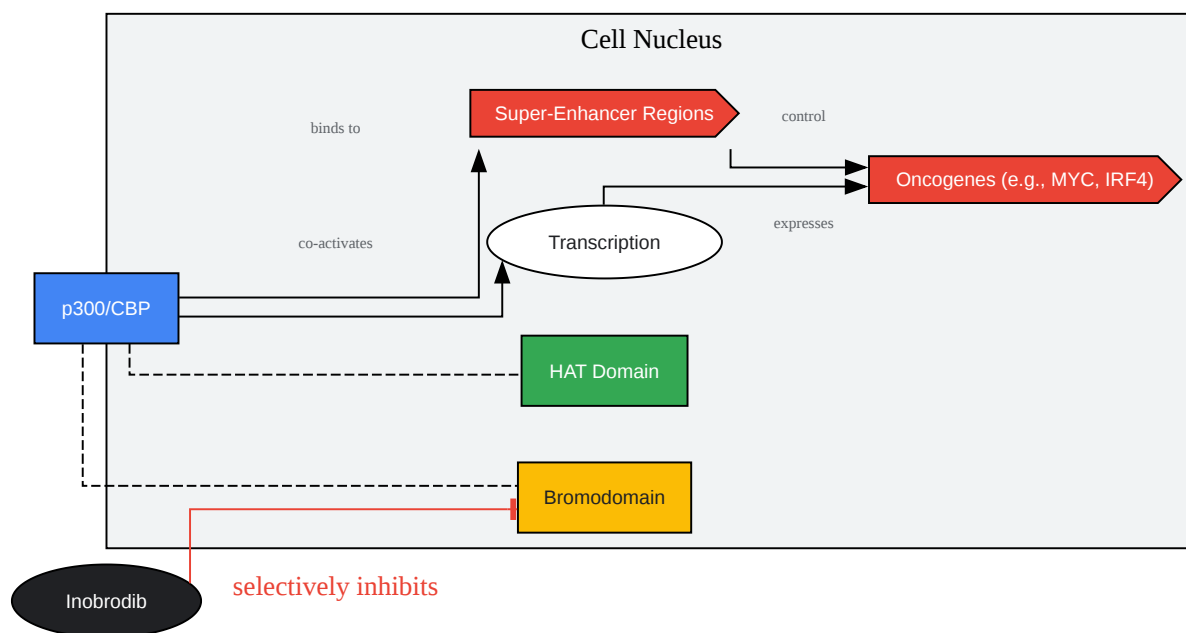 Cell Nucleus
Super-Enhancer Regions
control
binds to
Oncogenes (e.g., MYC, IRF4)
expresses
co-activates
Transcription
p300/CBP
HAT Domain
Bromodomain
selectively inhibits
Inobrodib